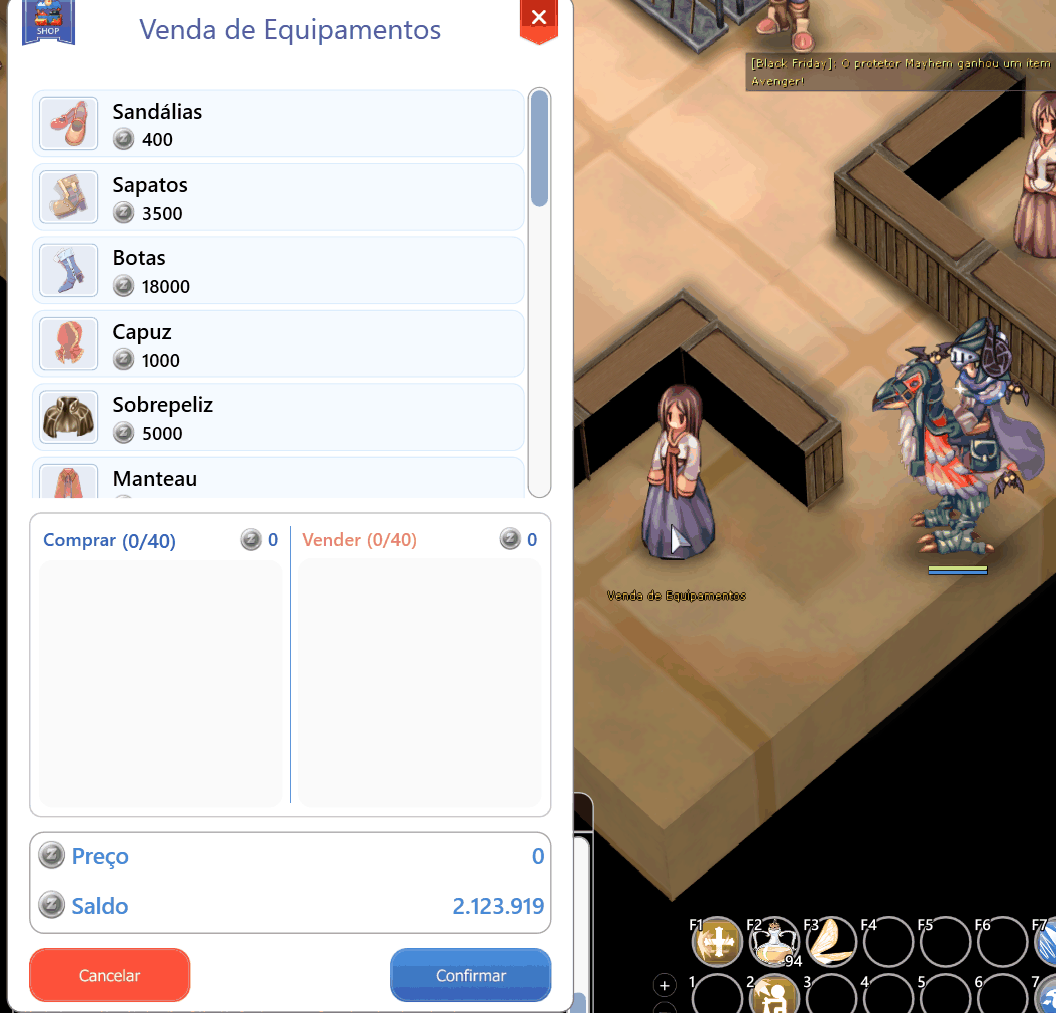 SHOP
Venda de Equipamentos
Sandálias
400
Sapatos
3500
Botas
18000
Capuz
1000
Sobrepeliz
5000
Manteau
Comprar (0/40) 0
Vender (0/40) 0
Preço 0
Saldo 2.123.919
Cancelar
Confirmar
[Black Friday]: O protetor Mayhem ganhou um item
Avenger!
Venda de Equipamentos
F1 F2 F3 F4 F5 F6 F7
94
1 2 3 4 5 6 7